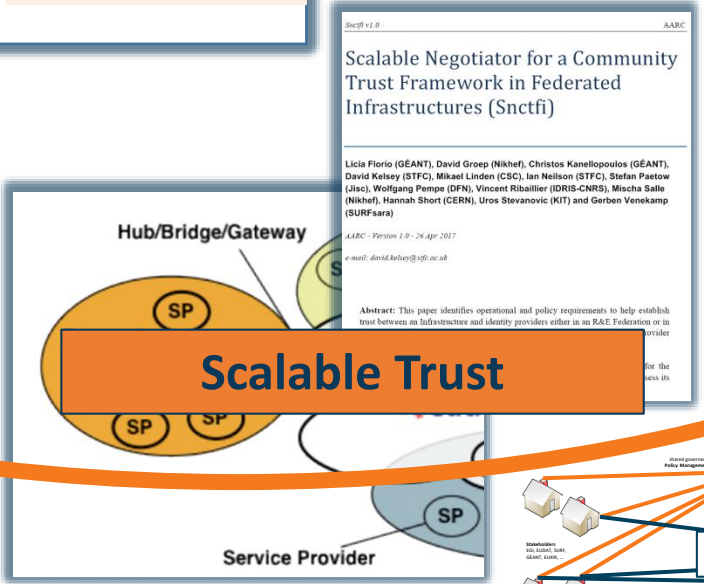 Snctfi v1.0 AARC
Scalable Negotiator for a Community
Trust Framework in Federated
Infrastructures (Snctfi)
Licia Florio (GÉANT), David Groep (Nikhef), Christos Kanellopoulos (GÉANT),
David Kelsey (STFC), Mikael Linden (CSC), Ian Neilson (STFC), Stefan Paetow
(Jisc), Wolfgang Pempe (DFN), Vincent Ribaillier (IDRIS-CNRS), Mischa Salle
(Nikhef), Hannah Short (CERN), Uros Stevanovic (KIT) and Gerben Venekamp
(SURFsara)
AARC - Version 1.0 - 26 Apr 2017
e-mail: david.kelsey@stfc.ac.uk
Abstract: This paper identifies operational and policy requirements to help establish
trust between an Infrastructure and identity providers either in an R&E Federation or in
for the
Hub/Bridge/Gateway
SP
Scalable Trust
SP
SP
SP
Service Provider
Stakeholders
EGI, EUDAT, SURF,
GÉANT, ELIXIR, ...